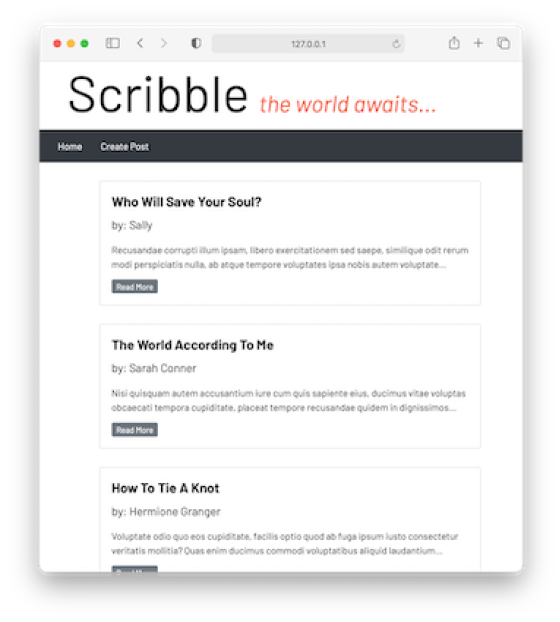 127.0.0.1
Scribble the world awaits...
Home Create Post
Who Will Save Your Soul?
by: Sally
Recusandae corrupti illum ipsam, libero exercitationem sed saepe, similique odit rerum
modi perspiciatis nulla, ab atque tempore voluptates ipsa nobis autem voluptate...
Read More
The World According To Me
by: Sarah Conner
Nisi quisquam autem accusantium iure cum quis sapiente eius, ducimus vitae voluptas
obcaecati tempora cupiditate, placeat tempore recusandae quidem in dignissimos...
Read More
How To Tie A Knot
by: Hermione Granger
Voluptate odio quo eos cupiditate, facilis optio quod ab fuga ipsum iusto consectetur
veritatis mollitia? Quas enim ducimus commodi voluptatibus aliquid laudantium...
Read More